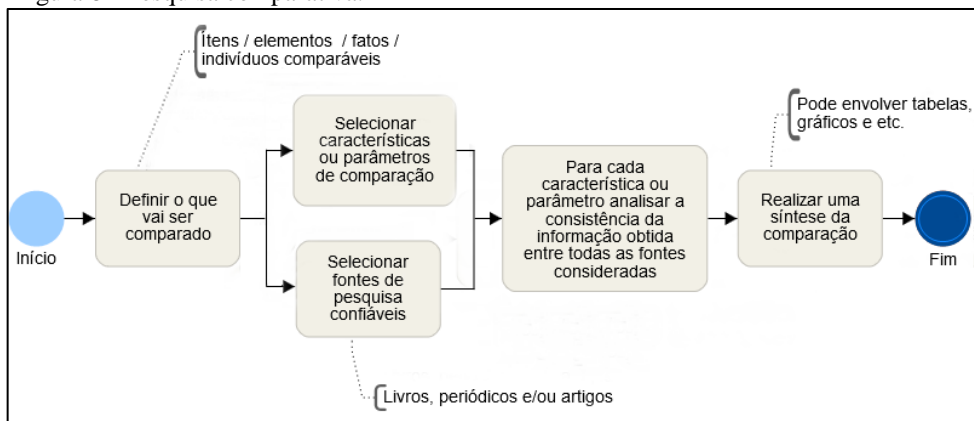 Ítens / elementos / fatos /
indivíduos comparáveis
Pode envolver tabelas,
gráficos e etc.
Selecionar
características
ou parâmetros
de comparação
Para cada
característica ou
parâmetro analisar a
consistência da
informação obtida
entre todas as fontes
consideradas
Definir o que
vai ser
comparado
Realizar uma
síntese da
comparação
Início
Fim
Selecionar
fontes de
pesquisa
confiáveis
Livros, periódicos e/ou artigos